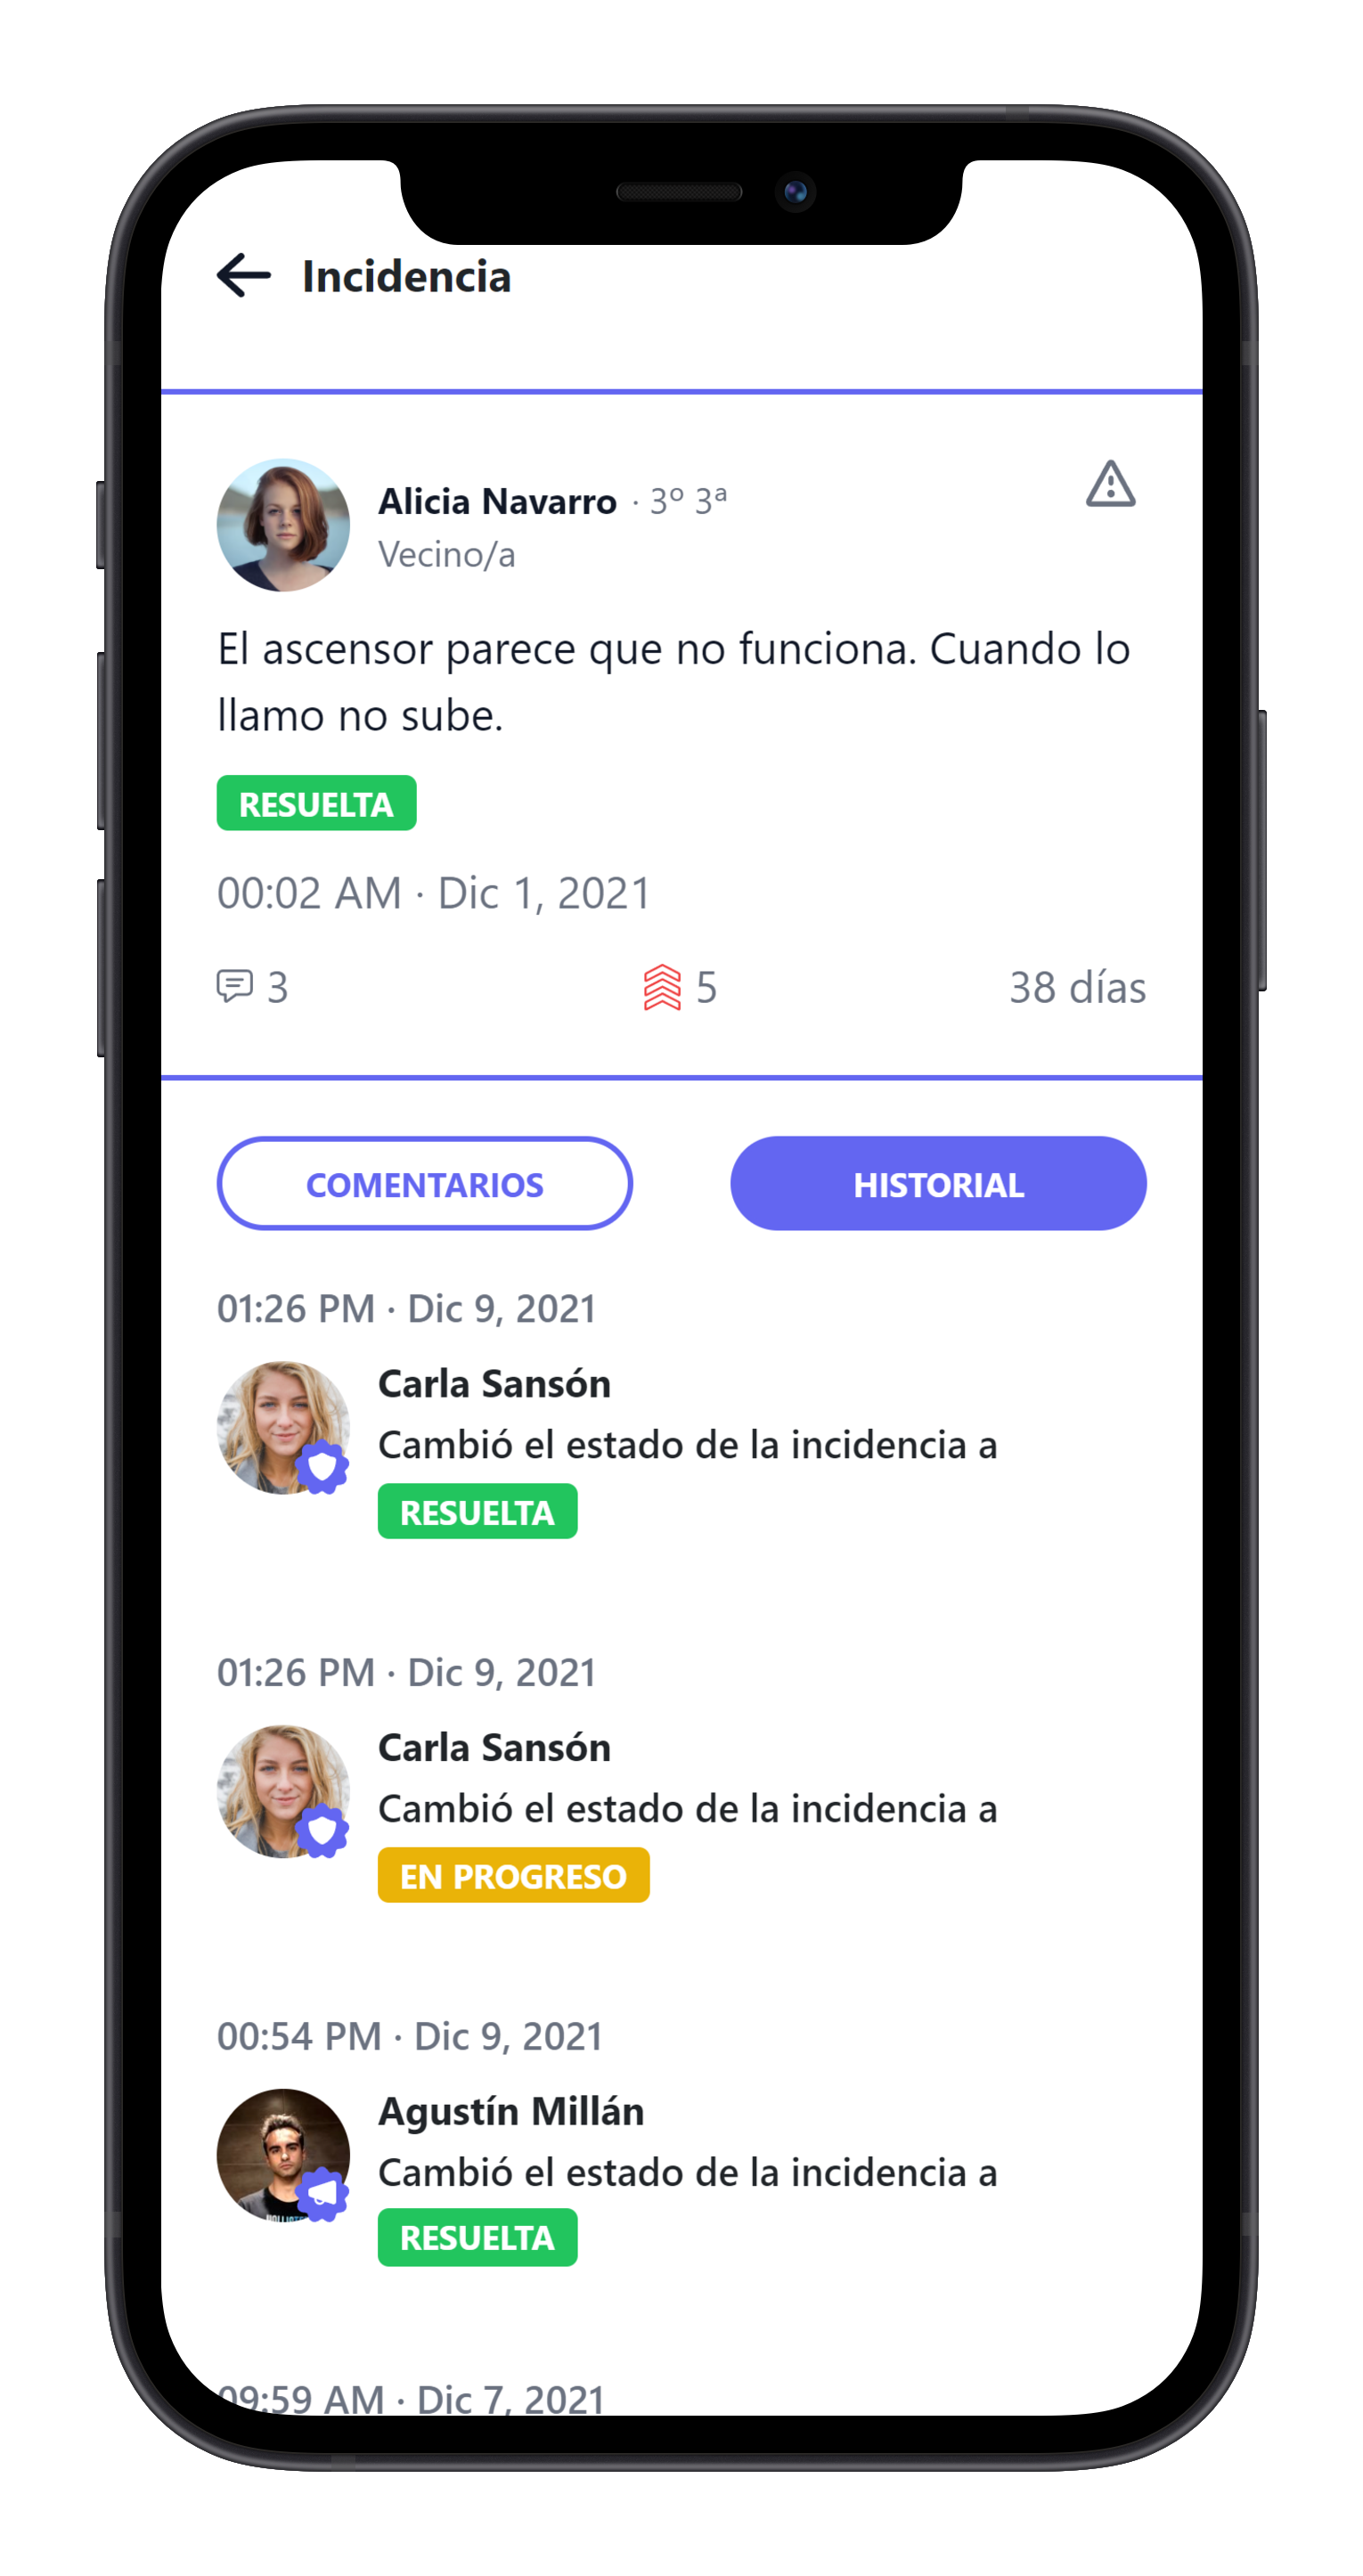 Incidencia
Alicia Navarro · 3º 3ª
Vecino/a
El ascensor parece que no funciona. Cuando lo
llamo no sube.
RESUELTA
00:02 AM · Dic 1, 2021
3 5 38 días
COMENTARIOS HISTORIAL
01:26 PM · Dic 9, 2021
Carla Sansón
Cambió el estado de la incidencia a
RESUELTA
01:26 PM · Dic 9, 2021
Carla Sansón
Cambió el estado de la incidencia a
EN PROGRESO
00:54 PM · Dic 9, 2021
Agustín Millán
Cambió el estado de la incidencia a
RESUELTA
09:59 AM · Dic 7, 2021